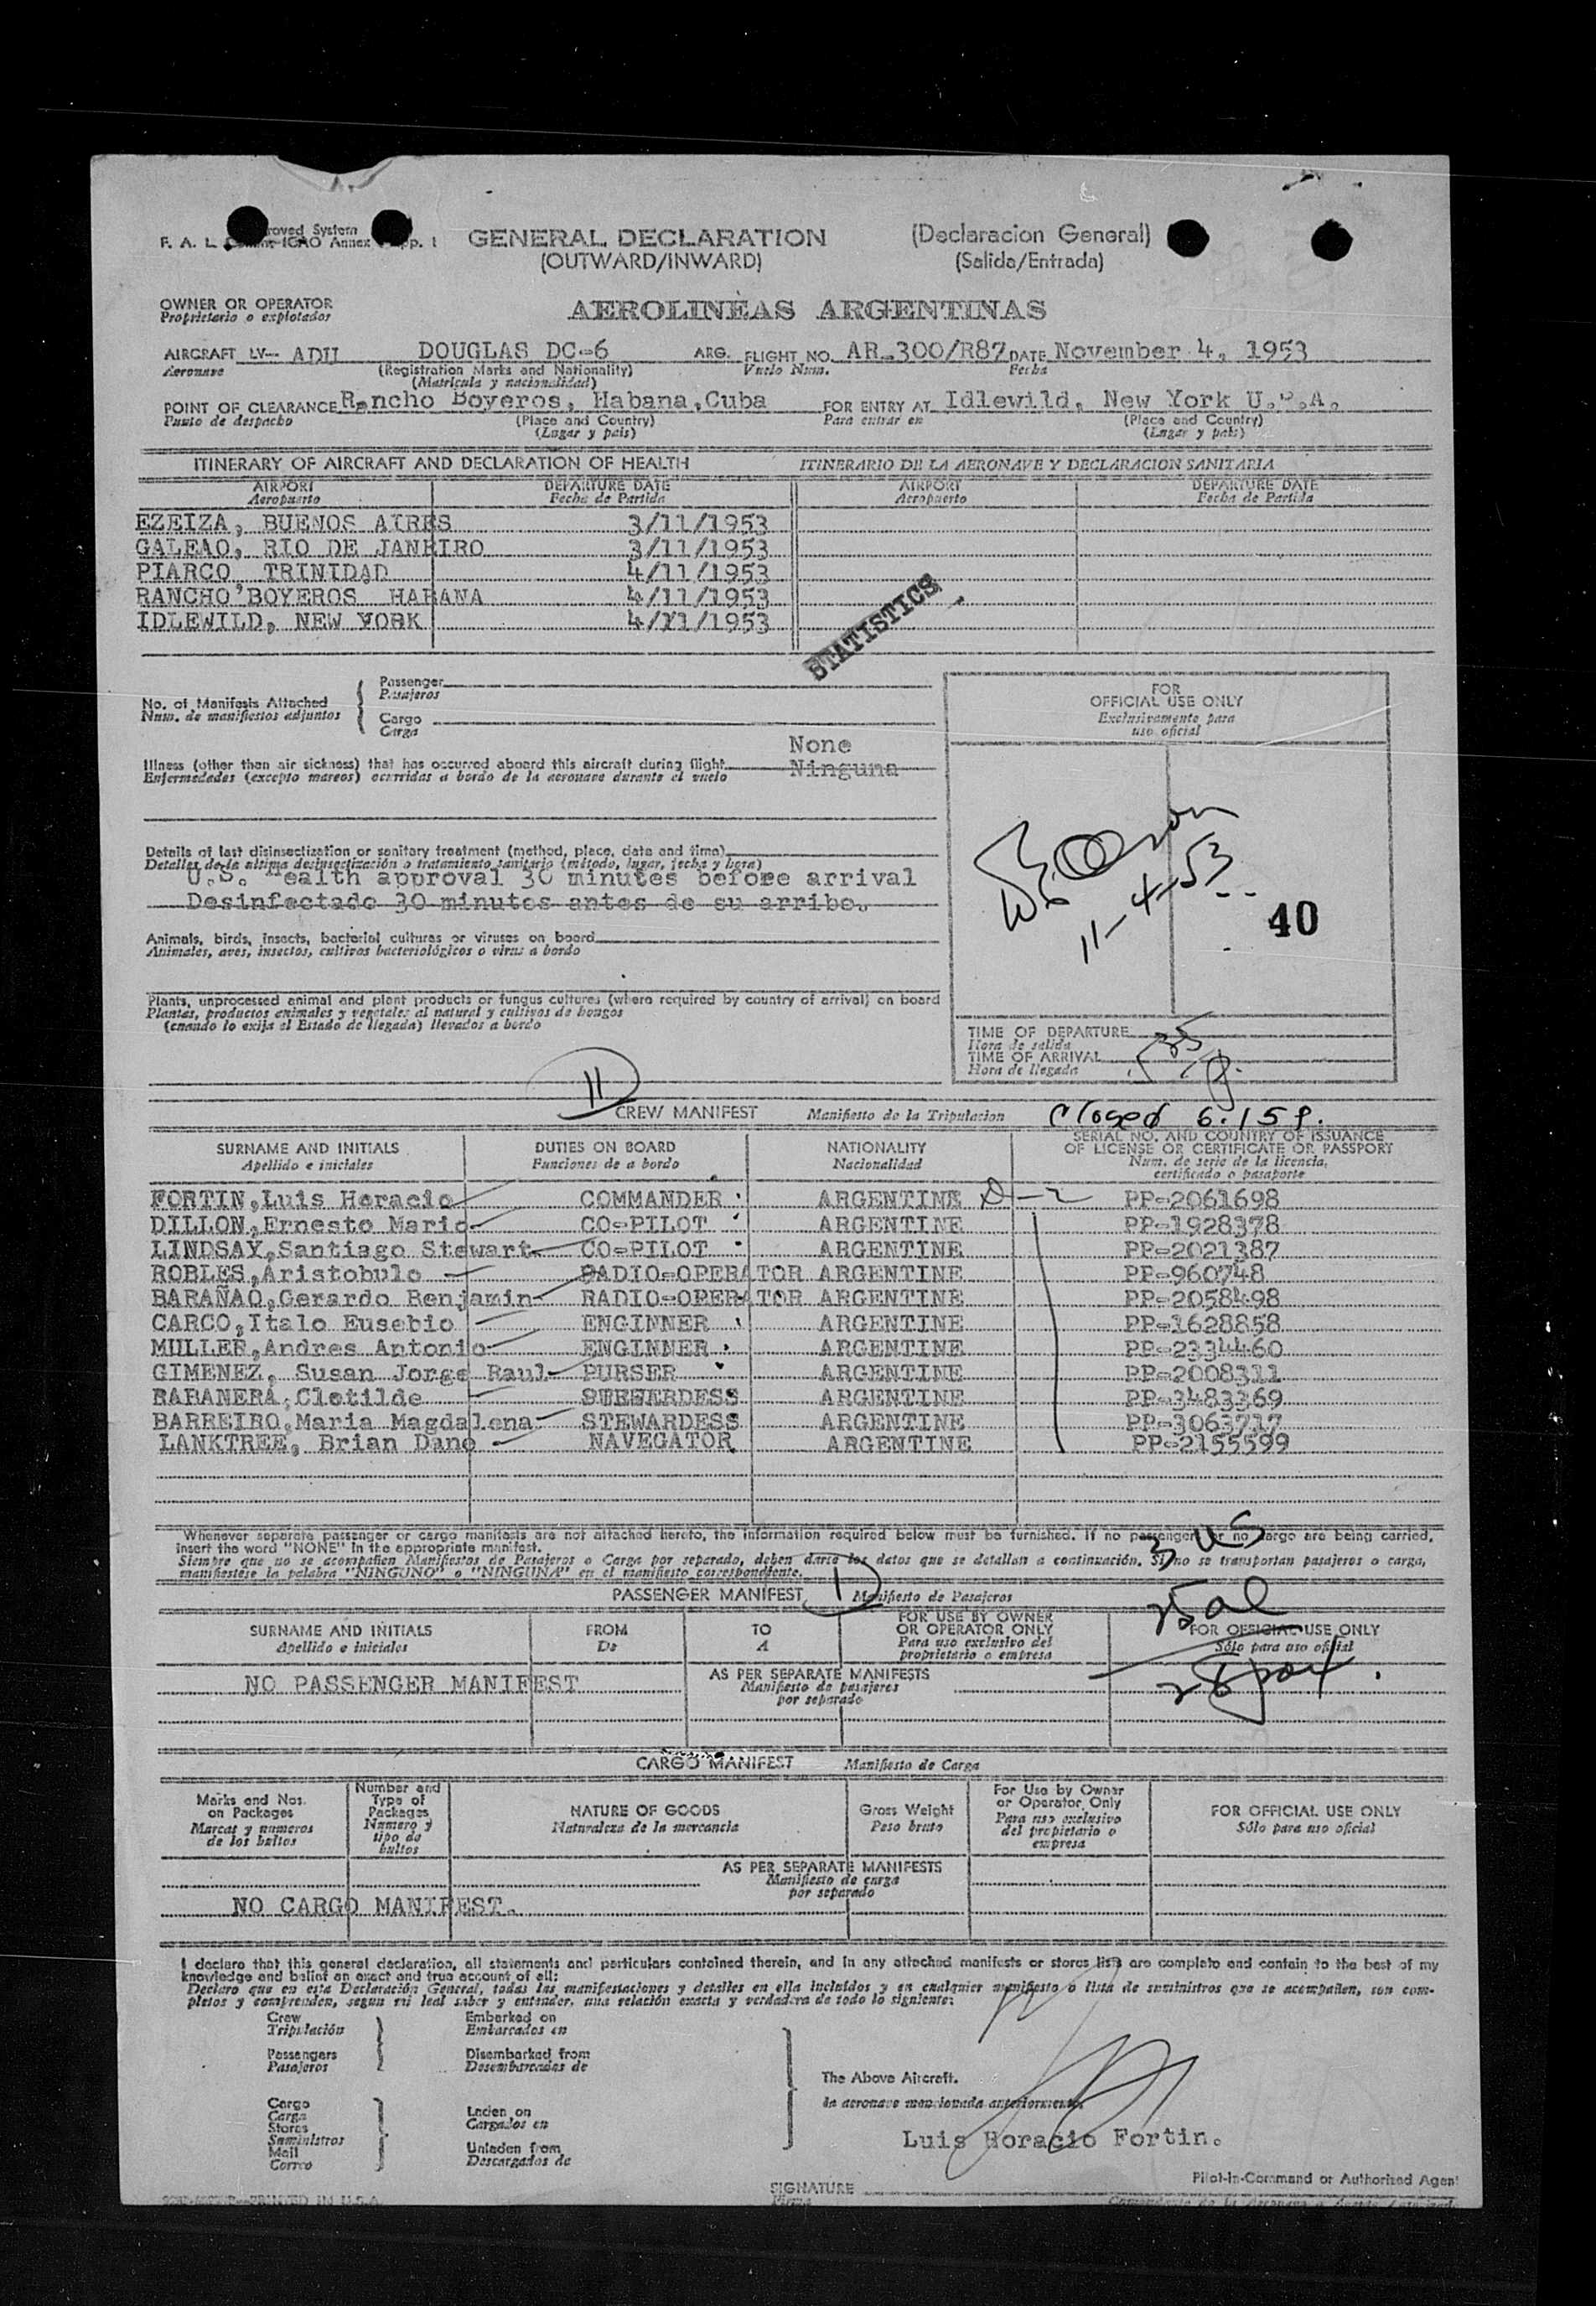 roved System
F. A. L. ICAO Annex pp. 1
GENERAL DECLARATION (Declaracion General)
(OUTWARD/INWARD) (Salida/Entrada)
OWNER OR OPERATOR
Proprietario o explotador
AEROLINEAS ARGENTINAS
AIRCRAFT LV- ADU DOUGLAS DC-6 ARG. FLIGHT NO. AR-300/R87 DATE November 4, 1953
Aeronave (Registration Marks and Nationality) Vuelo Num. Fecha
(Matricula y nacionalidad)
POINT OF CLEARANCE Rancho Boyeros, Habana, Cuba FOR ENTRY AT Idlewild, New York U.S.A.
Punto de despacho (Place and Country) Para entrar en (Place and Country)
(Lugar y pais) (Lugar y pais)
ITINERARY OF AIRCRAFT AND DECLARATION OF HEALTH ITINERARIO DE LA AERONAVE Y DECLARACION SANITARIA
AIRPORT DEPARTURE DATE AIRPORT DEPARTURE DATE
Aeropuerto Fecha de Partida Aeropuerto Fecha de Partida
EZEIZA, BUENOS AIRES 3/11/1953
GALEAO, RIO DE JANEIRO 3/11/1953
PIARCO, TRINIDAD 4/11/1953
RANCHO'BOYEROS HABANA 4/11/1953
IDLEWILD, NEW YORK 4/11/1953
STATISTICS
No. of Manifests Attached
Num. de manifiestos adjuntos
Passenger
Pasajeros
Cargo
Carga
FOR
OFFICIAL USE ONLY
Exclusivamente para
uso oficial
None
Illness (other than air sickness) that has occurred aboard this aircraft during flight Ninguna
Enfermedades (excepto mareos) ocurridas a bordo de la aeronave durante el vuelo
Details of last disinsectization or sanitary treatment (method, place, date and time)
Detalles de la ultima desinsectización o tratamiento sanitario (método, lugar, fecha y hora)
U.S. Health approval 30 minutes before arrival
Desinfectado 30 minutos antes de su arribo.
11-4-53
40
Animals, birds, insects, bacterial cultures or viruses on board
Animales, aves, insectos, cultivos bacteriológicos o virus a bordo
Plants, unprocessed animal and plant products or fungus cultures (where required by country of arrival) on board
Plantas, productos animales y vegetales al natural y cultivos de hongos
(cuando lo exija el Estado de llegada) llevados a bordo
TIME OF DEPARTURE
Hora de salida
TIME OF ARRIVAL 535 p.
Hora de llegada
11
CREW MANIFEST Manifiesto de la Tripulacion Closed 6:15 p.
SURNAME AND INITIALS DUTIES ON BOARD NATIONALITY SERIAL NO. AND COUNTRY OF ISSUANCE
OF LICENSE OR CERTIFICATE OR PASSPORT
Apellido e iniciales Funciones de a bordo Nacionalidad Num. de serie de la licencia,
certificado o pasaporte
FORTIN,Luis Horacio COMMANDER ARGENTINE D-2 PP-2061698
DILLON,Ernesto Mario CO-PILOT ARGENTINE PP-1928378
LINDSAY,Santiago Stewart CO-PILOT ARGENTINE PP-2021387
ROBLES,Aristobulo RADIO-OPERATOR ARGENTINE PP-960748
BARAÑAO,Gerardo Benjamin RADIO-OPERATOR ARGENTINE PP-2058498
CARCO,Italo Eusebio ENGINNER ARGENTINE PP-1628858
MULLER,Andres Antonio ENGINNER ARGENTINE PP-2334460
GIMENEZ, Susan Jorge Raul PURSER ARGENTINE PP-2008311
RABANERA,Clotilde STEWARDESS ARGENTINE PP-3483369
BARREIRO,Maria Magdalena STEWARDESS ARGENTINE PP-3063717
LANKTREE, Brian Dano NAVEGATOR ARGENTINE PP-2155599
Whenever separate passenger or cargo manifests are not attached hereto, the information required below must be furnished. If no passengers or no cargo are being carried,
insert the word "NONE" in the appropriate manifest.
Siempre que no se acompañen Manifiestos de Pasajeros o Carga por separado, deben darse los datos que se detallan a continuación. Si no se transportan pasajeros o carga,
manifiestese la palabra "NINGUNO" o "NINGUNA" en el manifiesto correspondente.
3 US
PASSENGER MANIFEST 1 Manifiesto de Pasajeros
25 al
SURNAME AND INITIALS FROM TO FOR USE BY OWNER
OR OPERATOR ONLY FOR OFFICIAL USE ONLY
Apellido e iniciales De A Para uso exclusivo del
proprietario o empresa Sólo para uso oficial
28
NO PASSENGER MANIFEST AS PER SEPARATE MANIFESTS
Manifiesto de pasajeros
por separado
CARGO MANIFEST Manifiesto de Carga
Marks and Nos.
on Packages
Marcas y numeros
de los bultos
Number and
Type of
Packages
Numero y
tipo de
bultos
NATURE OF GOODS
Naturaleza de la mercancia
Gross Weight
Peso bruto
For Use by Owner
or Operator Only
Para uso exclusivo
del propietario o
empresa
FOR OFFICIAL USE ONLY
Sólo para uso oficial
AS PER SEPARATE MANIFESTS
Manifiesto de carga
por separado
NO CARGO MANIFEST.
I declare that this general declaration, all statements and particulars contained therein, and in any attached manifests or stores lists are complete and contain to the best of my
knowledge and belief an exact and true account of all:
Declaro que en esta Declaración General, todas las manifestaciones y detalles en ella incluidos y en cualquier manifiesto o lista de suministros que se acompañen, son com-
pletos y comprenden, segun mi leal saber y entender, una relación exacta y verdadera de todo lo siguiente:
Crew
Tripulación
Passengers
Pasajeros
Embarked on
Embarcados en
Disembarked from
Desembarcados de
Cargo
Carga
Stores
Suministros
Mail
Correo
Laden on
Cargados en
Unladen from
Descargados de
The Above Aircraft.
la aeronave mencionada anteriormente.
Luis Horacio Fortin.
Pilot-in-Command or Authorized Agent
SIGNATURE
Firma
PRINTED IN U.S.A.